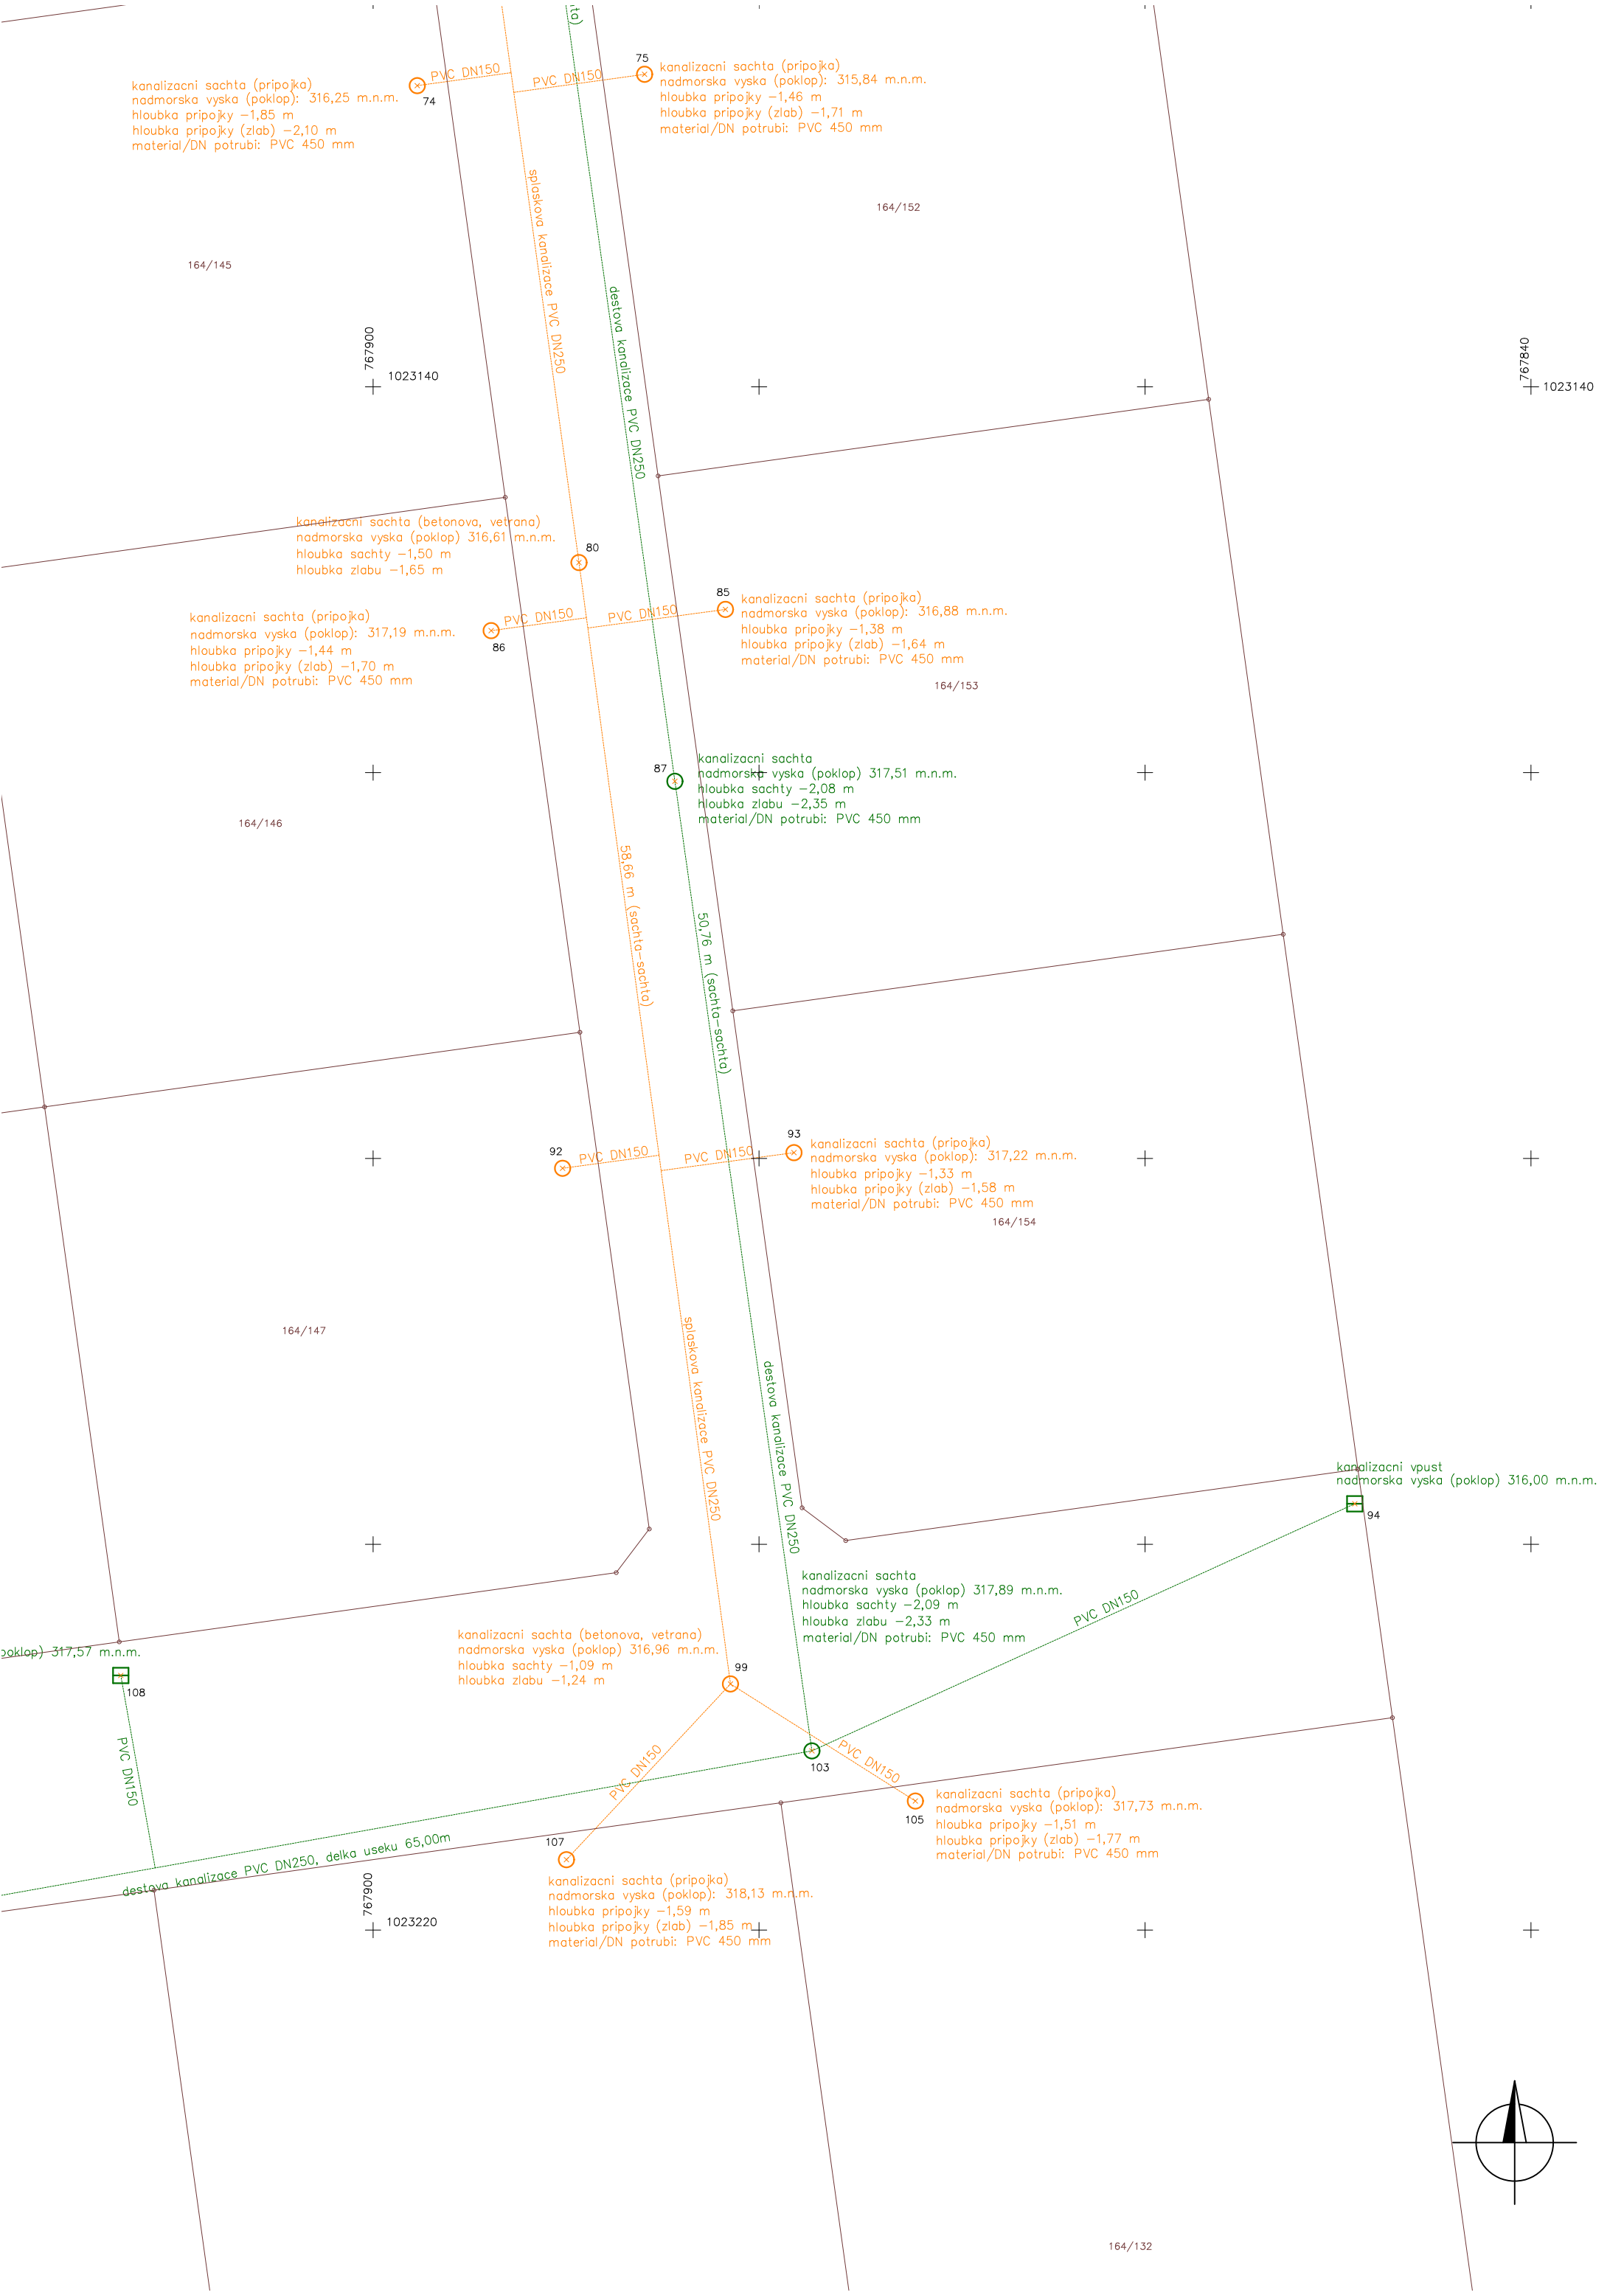 ta)
75
PVC DN150
PVC DN150
74
kanalizacni sachta (pripojka)
nadmorska vyska (poklop): 316,25 m.n.m.
hloubka pripojky −1,85 m
hloubka pripojky (zlab) −2,10 m
material/DN potrubi: PVC 450 mm
kanalizacni sachta (pripojka)
nadmorska vyska (poklop): 315,84 m.n.m.
hloubka pripojky −1,46 m
hloubka pripojky (zlab) −1,71 m
material/DN potrubi: PVC 450 mm
splaskova kanalizace PVC DN250
164/152
164/145
destova kanalizace PVC DN250
767900
1023140
767840
1023140
kanalizacni sachta (betonova, vetrana)
nadmorska vyska (poklop) 316,61 m.n.m.
hloubka sachty −1,50 m
hloubka zlabu −1,65 m
80
85
PVC DN150
PVC DN150
86
kanalizacni sachta (pripojka)
nadmorska vyska (poklop): 317,19 m.n.m.
hloubka pripojky −1,44 m
hloubka pripojky (zlab) −1,70 m
material/DN potrubi: PVC 450 mm
kanalizacni sachta (pripojka)
nadmorska vyska (poklop): 316,88 m.n.m.
hloubka pripojky −1,38 m
hloubka pripojky (zlab) −1,64 m
material/DN potrubi: PVC 450 mm
164/153
87
kanalizacni sachta
nadmorska vyska (poklop) 317,51 m.n.m.
hloubka sachty −2,08 m
hloubka zlabu −2,35 m
material/DN potrubi: PVC 450 mm
164/146
58,66 m (sachta−sachta)
50,76 m (sachta−sachta)
92
PVC DN150
PVC DN150
93
kanalizacni sachta (pripojka)
nadmorska vyska (poklop): 317,22 m.n.m.
hloubka pripojky −1,33 m
hloubka pripojky (zlab) −1,58 m
material/DN potrubi: PVC 450 mm
164/154
164/147
splaskova kanalizace PVC DN250
destova kanalizace PVC DN250
kanalizacni vpust
nadmorska vyska (poklop) 316,00 m.n.m.
94
kanalizacni sachta
nadmorska vyska (poklop) 317,89 m.n.m.
hloubka sachty −2,09 m
hloubka zlabu −2,33 m
material/DN potrubi: PVC 450 mm
PVC DN150
kanalizacni sachta (betonova, vetrana)
nadmorska vyska (poklop) 316,96 m.n.m.
hloubka sachty −1,09 m
hloubka zlabu −1,24 m
99
poklop) 317,57 m.n.m.
108
PVC DN150
PVC DN150
PVC DN150
103
105
kanalizacni sachta (pripojka)
nadmorska vyska (poklop): 317,73 m.n.m.
hloubka pripojky −1,51 m
hloubka pripojky (zlab) −1,77 m
material/DN potrubi: PVC 450 mm
destova kanalizace PVC DN250, delka useku 65,00m
107
kanalizacni sachta (pripojka)
nadmorska vyska (poklop): 318,13 m.n.m.
hloubka pripojky −1,59 m
hloubka pripojky (zlab) −1,85 m
material/DN potrubi: PVC 450 mm
767900
1023220
164/132